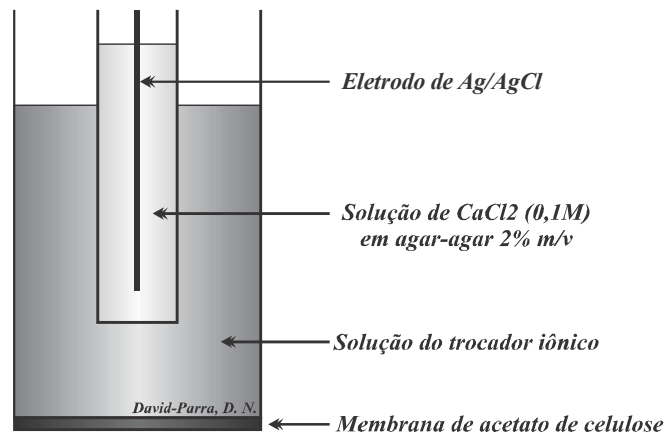 Eletrodo de Ag/AgCl
Solução de CaCl2 (0,1M)
em agar-agar 2% m/v
Solução do trocador iônico
David-Parra, D. N.
Membrana de acetato de celulose